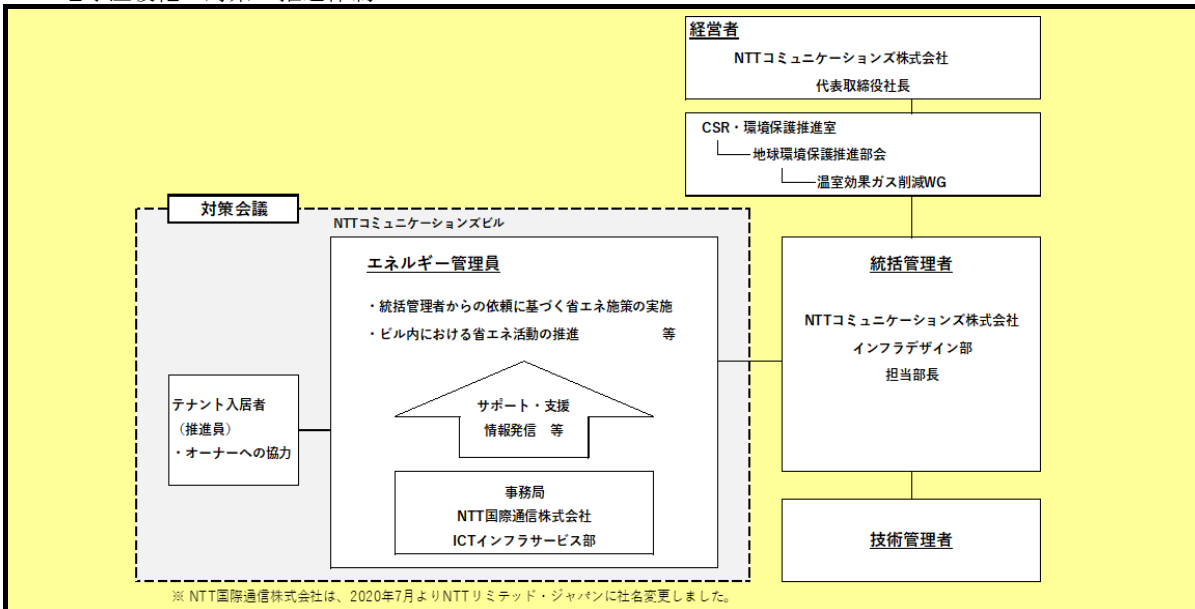 経営者
NTTコミュニケーションズ株式会社
代表取締役社長
CSR・環境保護推進室
地球環境保護推進部会
温室効果ガス削減WG
対策会議
NTTコミュニケーションズビル
エネルギー管理員
・統括管理者からの依頼に基づく省エネ施策の実施
・ビル内における省エネ活動の推進 等
サポート・支援
情報発信 等
事務局
NTT国際通信株式会社
ICTインフラサービス部
テナント入居者
（推進員）
・オーナーへの協力
統括管理者
NTTコミュニケーションズ株式会社
インフラデザイン部
担当部長
技術管理者
※ NTT国際通信株式会社は、2020年7月よりNTTリミテッド・ジャパンに社名変更しました。